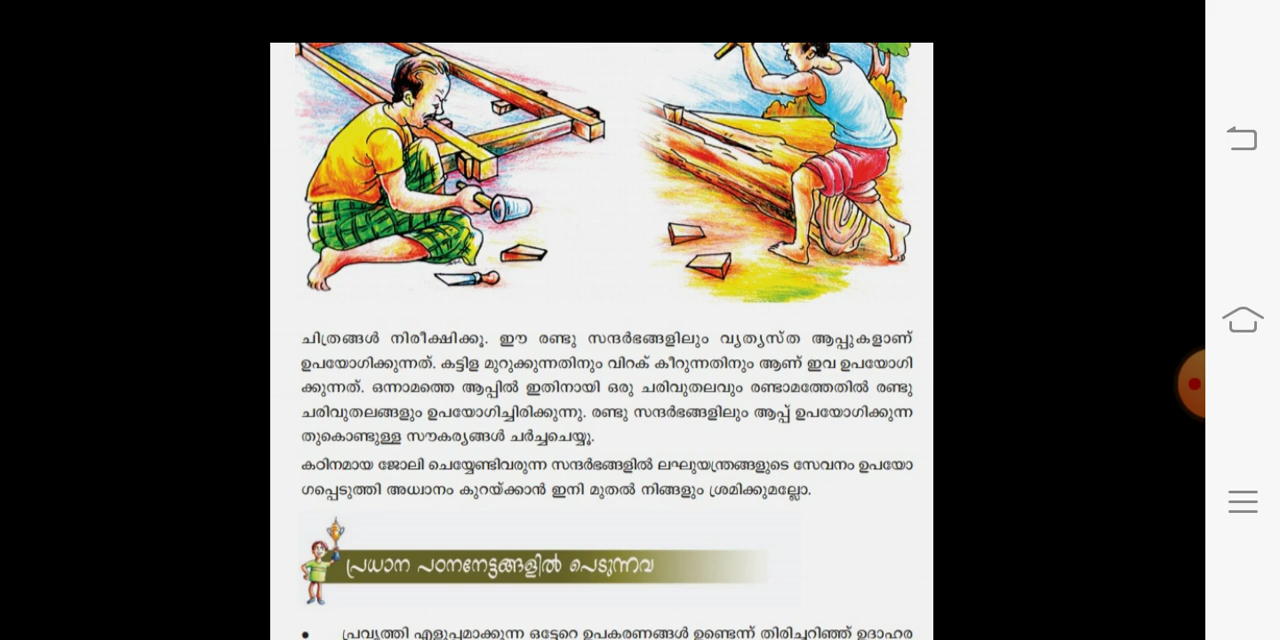 ചിത്രങ്ങൾ നിരീക്ഷിക്കൂ. ഈ രണ്ടു സന്ദർഭങ്ങളിലും വ്യത്യസ്ത ആപ്പുകളാണ്
ഉപയോഗിക്കുന്നത്. കട്ടിള മുറുക്കുന്നതിനും വിറക് കീറുന്നതിനും ആണ് ഇവ ഉപയോഗി
ക്കുന്നത്. ഒന്നാമത്തെ ആപ്പിൽ ഇതിനായി ഒരു ചരിവുതലവും രണ്ടാമത്തേതിൽ രണ്ടു
ചരിവുതലങ്ങളും ഉപയോഗിച്ചിരിക്കുന്നു. രണ്ടു സന്ദർഭങ്ങളിലും ആപ്പ് ഉപയോഗിക്കുന്ന
തുകൊണ്ടുള്ള സൗകര്യങ്ങൾ ചർച്ചചെയ്യൂ.
കഠിനമായ ജോലി ചെയ്യേണ്ടിവരുന്ന സന്ദർഭങ്ങളിൽ ലഘുയന്ത്രങ്ങളുടെ സേവനം ഉപയോ
ഗപ്പെടുത്തി അധ്വാനം കുറയ്ക്കാൻ ഇനി മുതൽ നിങ്ങളും ശ്രമിക്കുമല്ലോ.
പ്രധാന പഠനനേട്ടങ്ങളിൽ പെടുന്നവ
• പ്രവൃത്തി എളുപ്പമാക്കുന്ന ഒട്ടേറെ ഉപകരണങ്ങൾ ഉണ്ടെന്ന് തിരിച്ചറിഞ്ഞ് ഉദാഹര